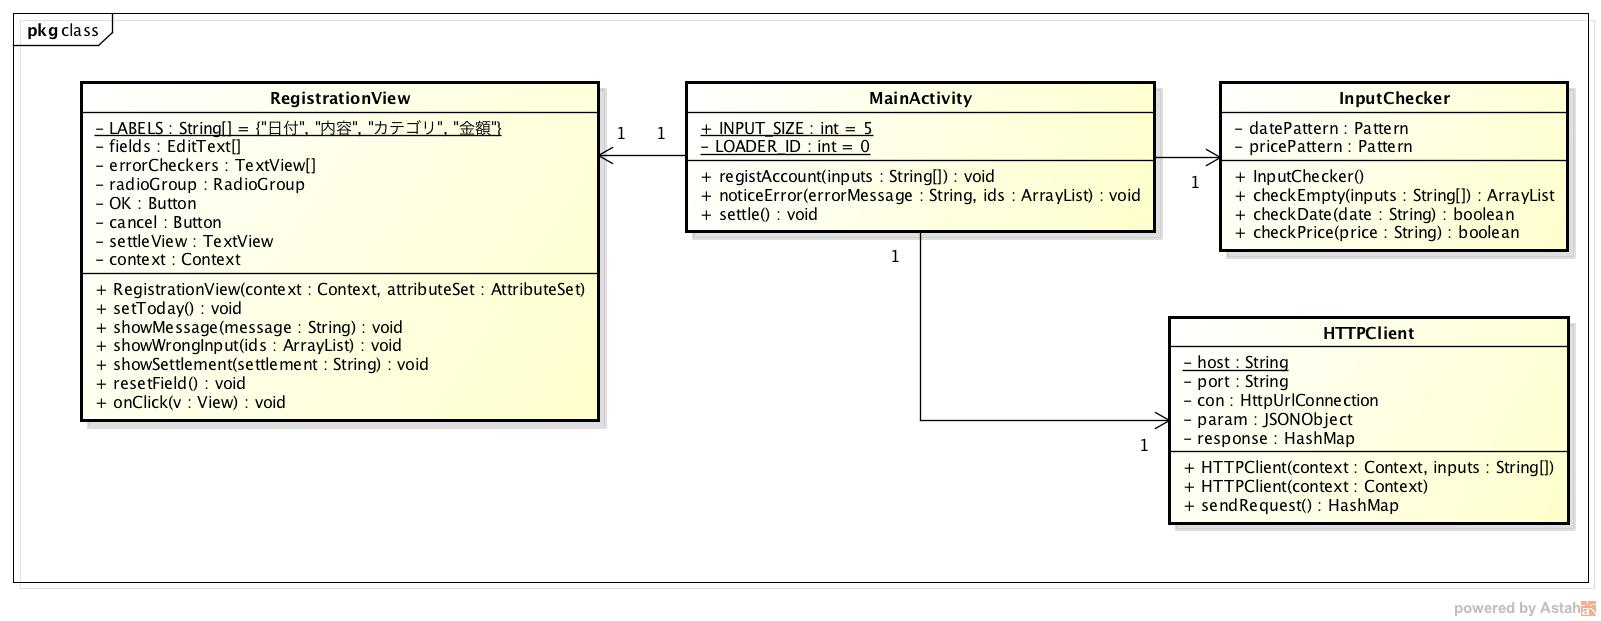 pkg class
RegistrationView
- LABELS : String[] = {"日付", "内容", "カテゴリ", "金額"}
- fields : EditText[]
- errorCheckers : TextView[]
- radioGroup : RadioGroup
- OK : Button
- cancel : Button
- settleView : TextView
- context : Context
+ RegistrationView(context : Context, attributeSet : AttributeSet)
+ setToday() : void
+ showMessage(message : String) : void
+ showWrongInput(ids : ArrayList) : void
+ showSettlement(settlement : String) : void
+ resetField() : void
+ onClick(v : View) : void
1
1
MainActivity
+ INPUT_SIZE : int = 5
- LOADER_ID : int = 0
+ registAccount(inputs : String[]) : void
+ noticeError(errorMessage : String, ids : ArrayList) : void
+ settle() : void
1
1
InputChecker
- datePattern : Pattern
- pricePattern : Pattern
+ InputChecker()
+ checkEmpty(inputs : String[]) : ArrayList
+ checkDate(date : String) : boolean
+ checkPrice(price : String) : boolean
1
HTTPClient
- host : String
- port : String
- con : HttpUrlConnection
- param : JSONObject
- response : HashMap
+ HTTPClient(context : Context, inputs : String[])
+ HTTPClient(context : Context)
+ sendRequest() : HashMap
powered by Astah